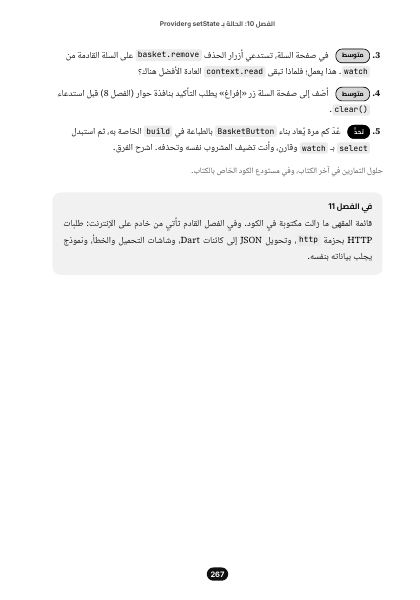 الفصل 10: الحالة بـ setState وProvider
3. متوسط في صفحة السلة، تستدعي أزرار الحذف basket.remove على السلة القادمة من
watch. هذا يعمل؛ فلماذا تبقى context.read العادة الأفضل هناك؟
4. متوسط أضف إلى صفحة السلة زر «إفراغ» يطلب التأكيد بنافذة حوار (الفصل 8) قبل استدعاء
clear().
5. تحدٍّ عُدّ كم مرة يُعاد بناء BasketButton بالطباعة في build الخاصة به، ثم استبدل
select بـ watch وقارن، وأنت تضيف المشروب نفسه وتحذفه. اشرح الفرق.
حلول التمارين في آخر الكتاب، وفي مستودع الكود الخاص بالكتاب.
في الفصل 11
قائمة المقهى ما زالت مكتوبة في الكود. وفي الفصل القادم تأتي من خادم على الإنترنت: طلبات
HTTP بحزمة http، وتحويل JSON إلى كائنات Dart، وشاشات التحميل والخطأ، ونموذج
يجلب بياناته بنفسه.
267